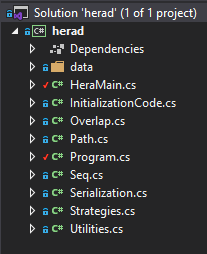 Solution 'herad' (1 of 1 project)
C# herad
Dependencies
data
C# HeraMain.cs
C# InitializationCode.cs
C# Overlap.cs
C# Path.cs
C# Program.cs
C# Seq.cs
C# Serialization.cs
C# Strategies.cs
C# Utilities.cs